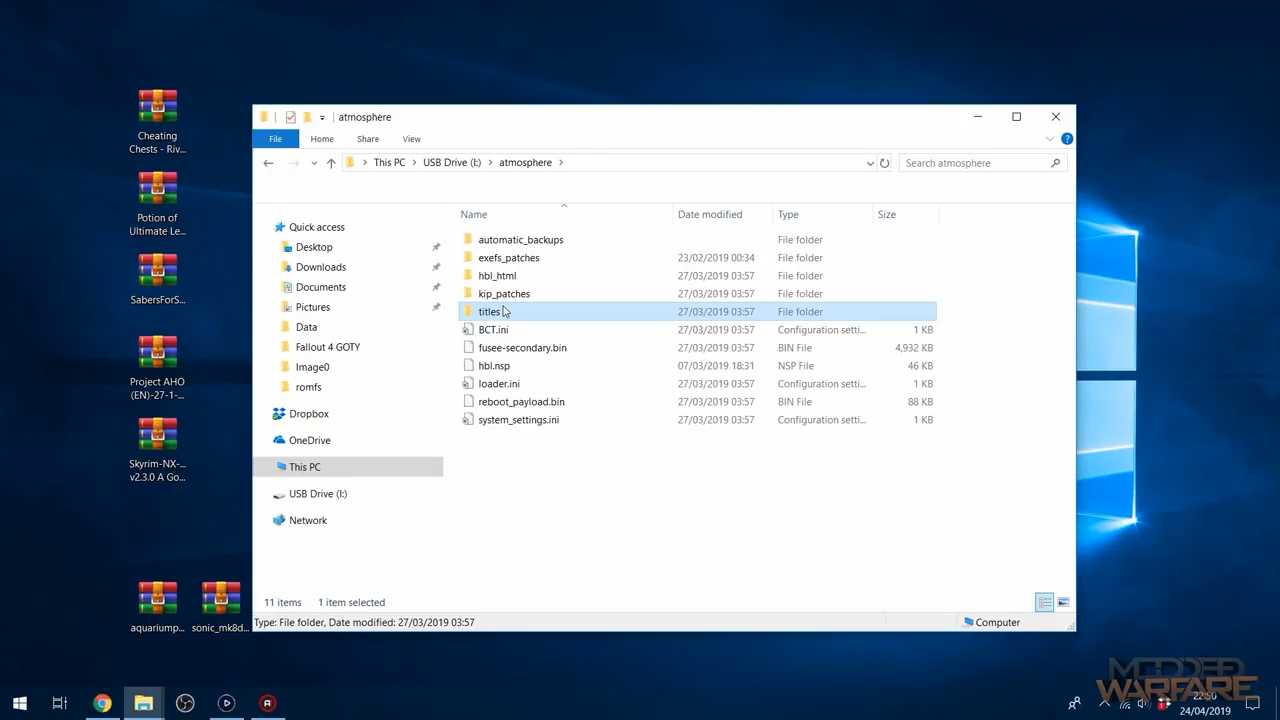 Cheating
Chests - Riv...
Potion of
Ultimate Le...
SabersForS...
Project AHO
(EN)-27-1-...
Skyrim-NX-...
v2.3.0 A Go...
aquariump...
sonic_mk8d...
atmosphere
File
Home
Share
View
This PC
USB Drive (I:)
atmosphere
Search atmosphere
Quick access
Desktop
Downloads
Documents
Pictures
Data
Fallout 4 GOTY
Image0
romfs
Dropbox
OneDrive
This PC
USB Drive (I:)
Network
Name Date modified Type Size
automatic_backups File folder
exefs_patches 23/02/2019 00:34 File folder
hbl_html 27/03/2019 03:57 File folder
kip_patches 27/03/2019 03:57 File folder
titles 27/03/2019 03:57 File folder
BCT.ini 27/03/2019 03:57 Configuration setti... 1 KB
fusee-secondary.bin 27/03/2019 03:57 BIN File 4,932 KB
hbl.nsp 07/03/2019 18:31 NSP File 46 KB
loader.ini 27/03/2019 03:57 Configuration setti... 1 KB
reboot_payload.bin 27/03/2019 03:57 BIN File 88 KB
system_settings.ini 27/03/2019 03:57 Configuration setti... 1 KB
11 items 1 item selected
Type: File folder, Date modified: 27/03/2019 03:57
Computer
MODDED
WARFARE
22:50
24/04/2019